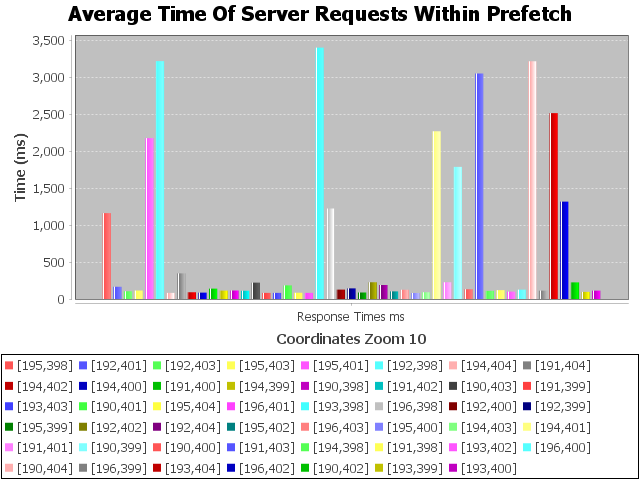 Average Time Of Server Requests Within Prefetch
3,500
3,000
2,500
2,000
1,500
1,000
500
0
Time (ms)
Response Times ms
Coordinates Zoom 10
[195,398] [192,401] [192,403] [195,403] [195,401] [192,398] [194,404] [191,404]
[194,402] [194,400] [191,400] [194,399] [190,398] [191,402] [190,403] [191,399]
[193,403] [190,401] [195,404] [196,401] [193,398] [196,398] [192,400] [192,399]
[195,399] [192,402] [192,404] [195,402] [196,403] [195,400] [194,403] [194,401]
[191,401] [190,399] [190,400] [191,403] [194,398] [191,398] [193,402] [196,400]
[190,404] [196,399] [193,404] [196,402] [190,402] [193,399] [193,400]